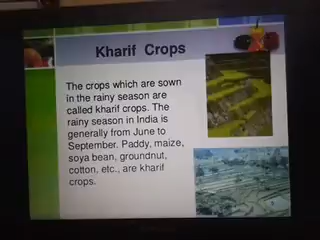 Kharif Crops
The crops which are sown
in the rainy season are
called kharif crops. The
rainy season in India is
generally from June to
September. Paddy, maize,
soya bean, groundnut,
cotton, etc., are kharif
crops.